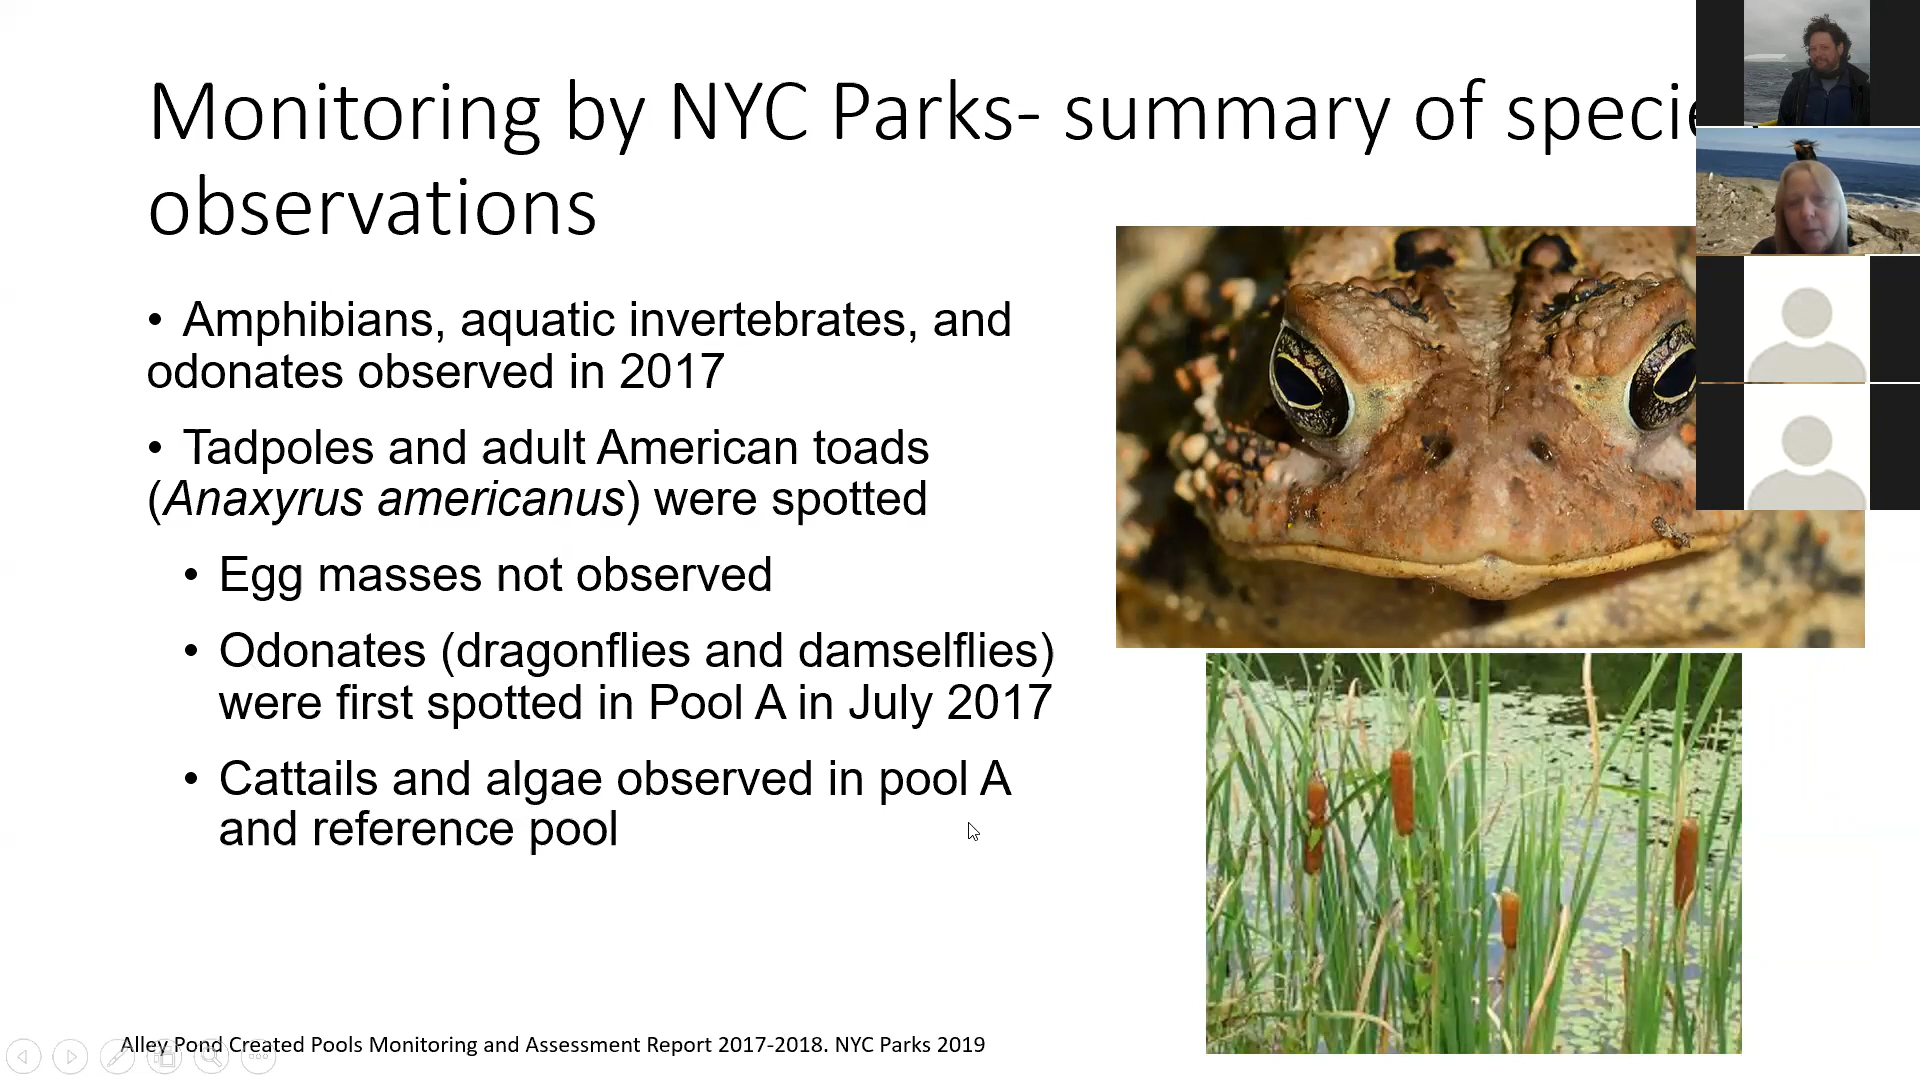 Monitoring by NYC Parks- summary of specie
observations
• Amphibians, aquatic invertebrates, and
odonates observed in 2017
• Tadpoles and adult American toads
(Anaxyrus americanus) were spotted
• Egg masses not observed
• Odonates (dragonflies and damselflies)
were first spotted in Pool A in July 2017
• Cattails and algae observed in pool A
and reference pool
Alley Pond Created Pools Monitoring and Assessment Report 2017-2018. NYC Parks 2019